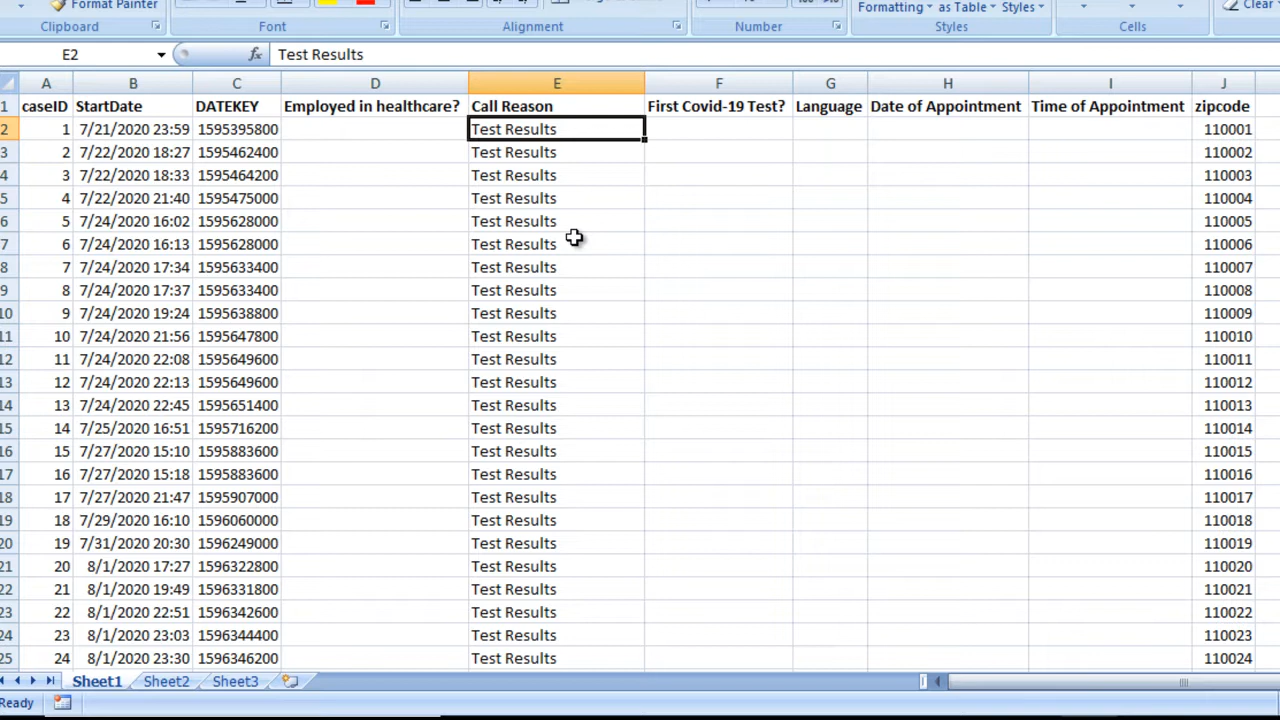 Format Painter
Formatting as Table Styles Clear
Clipboard Font Alignment Number Styles Cells
E2 fx Test Results
A B C D E F G H I J
1 caseID StartDate DATEKEY Employed in healthcare? Call Reason First Covid-19 Test? Language Date of Appointment Time of Appointment zipcode
2 1 7/21/2020 23:59 1595395800 Test Results 110001
3 2 7/22/2020 18:27 1595462400 Test Results 110002
4 3 7/22/2020 18:33 1595464200 Test Results 110003
5 4 7/22/2020 21:40 1595475000 Test Results 110004
6 5 7/24/2020 16:02 1595628000 Test Results 110005
7 6 7/24/2020 16:13 1595628000 Test Results 110006
8 7 7/24/2020 17:34 1595633400 Test Results 110007
9 8 7/24/2020 17:37 1595633400 Test Results 110008
10 9 7/24/2020 19:24 1595638800 Test Results 110009
11 10 7/24/2020 21:56 1595647800 Test Results 110010
12 11 7/24/2020 22:08 1595649600 Test Results 110011
13 12 7/24/2020 22:13 1595649600 Test Results 110012
14 13 7/24/2020 22:45 1595651400 Test Results 110013
15 14 7/25/2020 16:51 1595716200 Test Results 110014
16 15 7/27/2020 15:10 1595883600 Test Results 110015
17 16 7/27/2020 15:18 1595883600 Test Results 110016
18 17 7/27/2020 21:47 1595907000 Test Results 110017
19 18 7/29/2020 16:10 1596060000 Test Results 110018
20 19 7/31/2020 20:30 1596249000 Test Results 110019
21 20 8/1/2020 17:27 1596322800 Test Results 110020
22 21 8/1/2020 19:49 1596331800 Test Results 110021
23 22 8/1/2020 22:51 1596342600 Test Results 110022
24 23 8/1/2020 23:03 1596344400 Test Results 110023
25 24 8/1/2020 23:30 1596346200 Test Results 110024
Sheet1 Sheet2 Sheet3
Ready